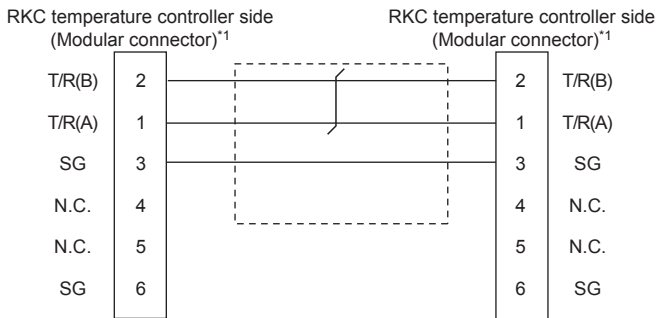 RKC temperature controller side
(Modular connector)*1
RKC temperature controller side
(Modular connector)*1
T/R(B) 2 2 T/R(B)
T/R(A) 1 1 T/R(A)
SG 3 3 SG
N.C. 4 4 N.C.
N.C. 5 5 N.C.
SG 6 6 SG